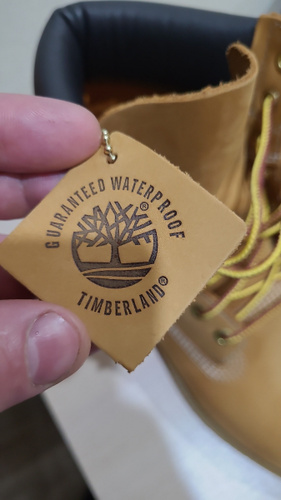 GUARANTEED WATERPROOF
®
TIMBERLAND®